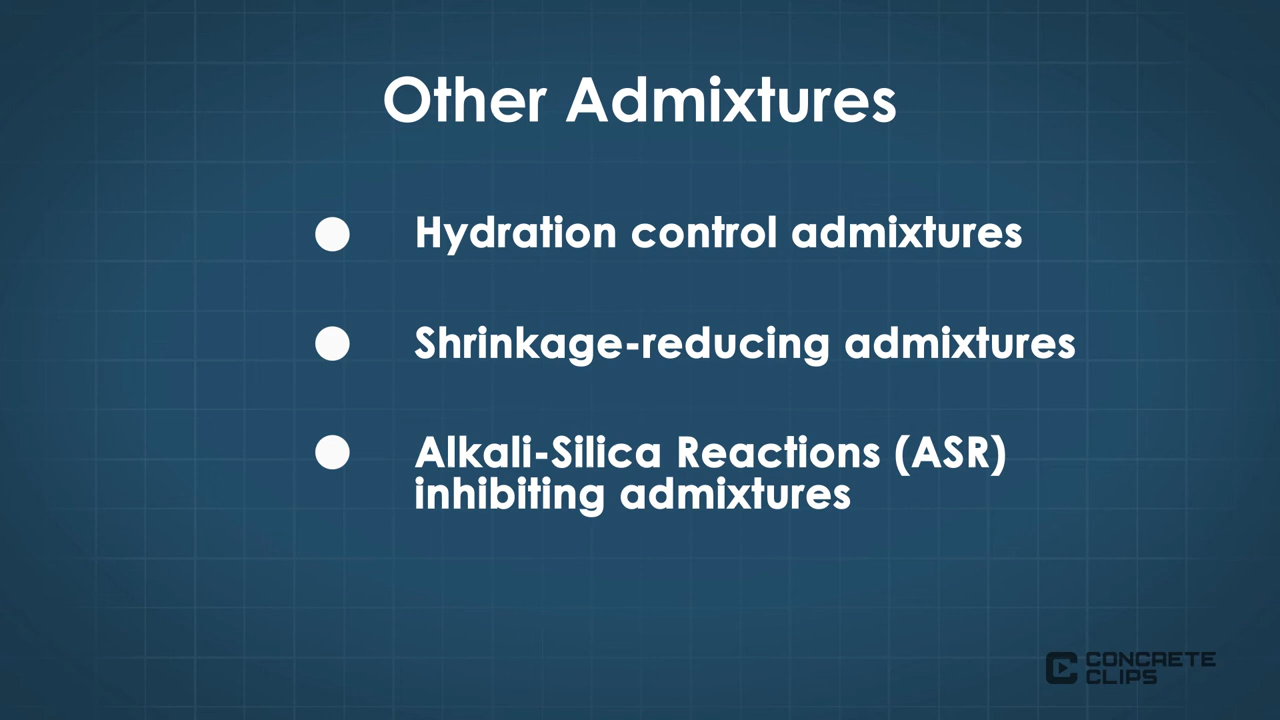 Other Admixtures
Hydration control admixtures
Shrinkage-reducing admixtures
Alkali-Silica Reactions (ASR)
inhibiting admixtures
CONCRETE
CLIPS